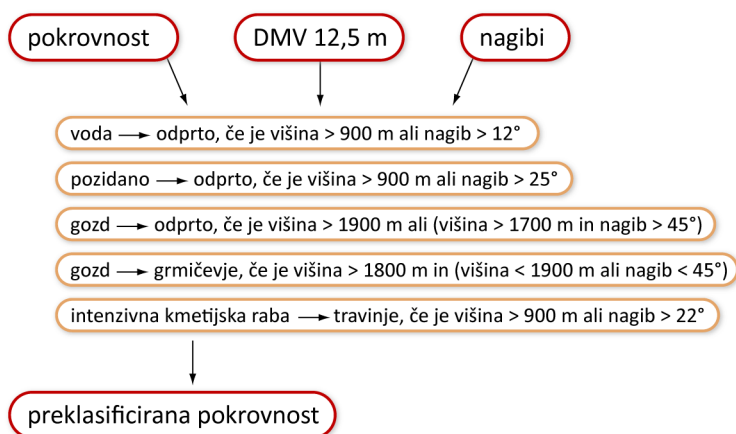 pokrovnost
DMV 12,5 m
nagibi
voda → odprto, če je višina > 900 m ali nagib > 12°
pozidano → odprto, če je višina > 900 m ali nagib > 25°
gozd → odprto, če je višina > 1900 m ali (višina > 1700 m in nagib > 45°)
gozd → grmičevje, če je višina > 1800 m in (višina < 1900 m ali nagib < 45°)
intenzivna kmetijska raba → travinje, če je višina > 900 m ali nagib > 22°
preklasificirana pokrovnost